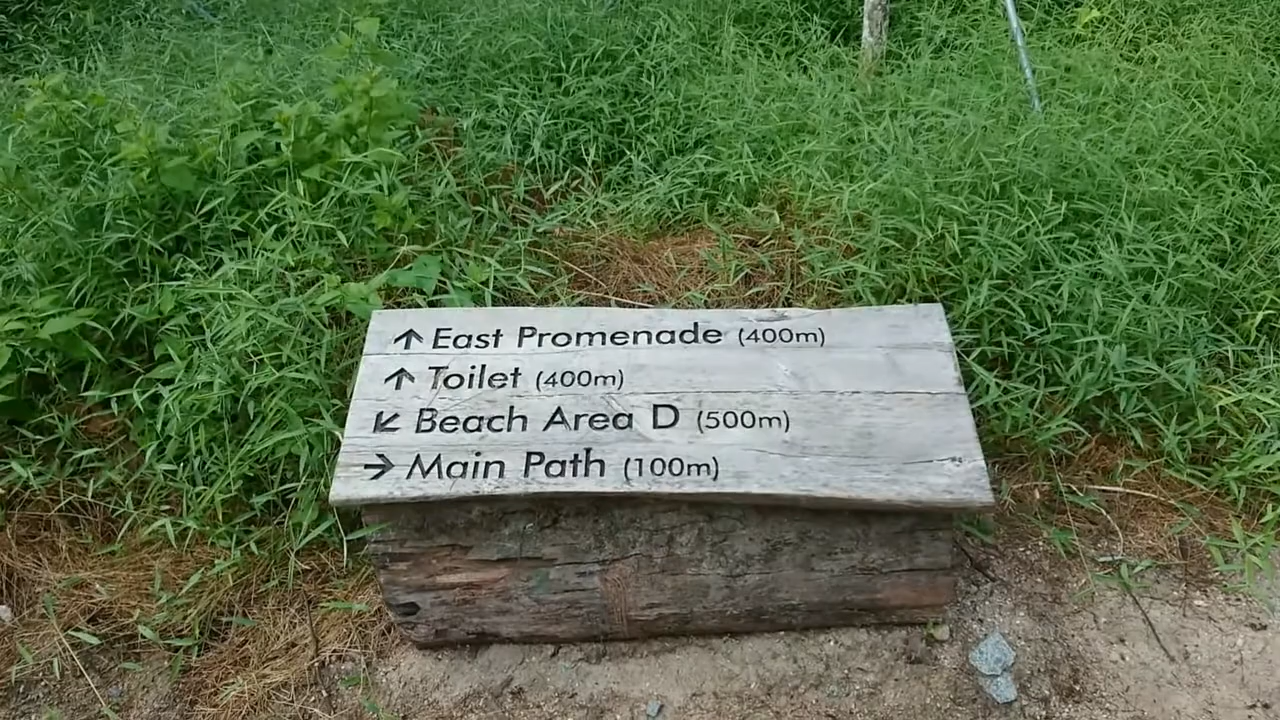 ↑ East Promenade (400m)
↑ Toilet (400m)
↙ Beach Area D (500m)
→ Main Path (100m)